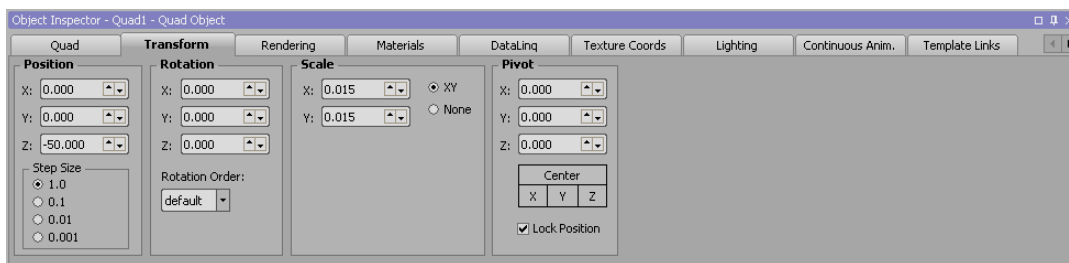 Object Inspector - Quad1 - Quad Object
Quad Transform Rendering Materials DataLinq Texture Coords Lighting Continuous Anim. Template Links
Position Rotation Scale Pivot
X: 0.000 X: 0.000 X: 0.015 XY X: 0.000
Y: 0.000 Y: 0.000 Y: 0.015 None Y: 0.000
Z: -50.000 Z: 0.000 Z: 0.000
Step Size Rotation Order: Center
1.0 default X Y Z
0.1
0.01 Lock Position
0.001